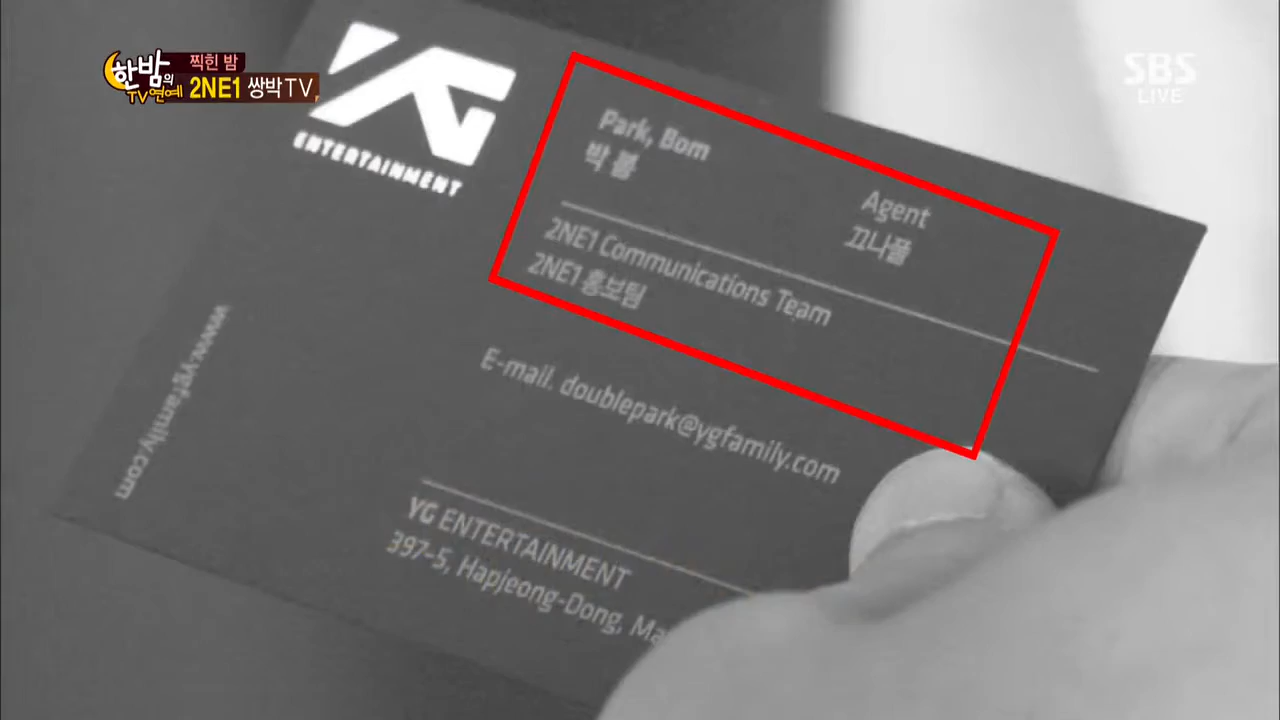 한밤의
TV연예
찍힌 밤
2NE1 쌍박TV
SBS
LIVE
YG
ENTERTAINMENT
Park, Bom
박 봄
Agent
끄나풀
2NE1 Communications Team
2NE1 홍보팀
E-mail. doublepark@ygfamily.com
www.ygfamily.com
YG ENTERTAINMENT
397-5, Hapjeong-Dong, Ma